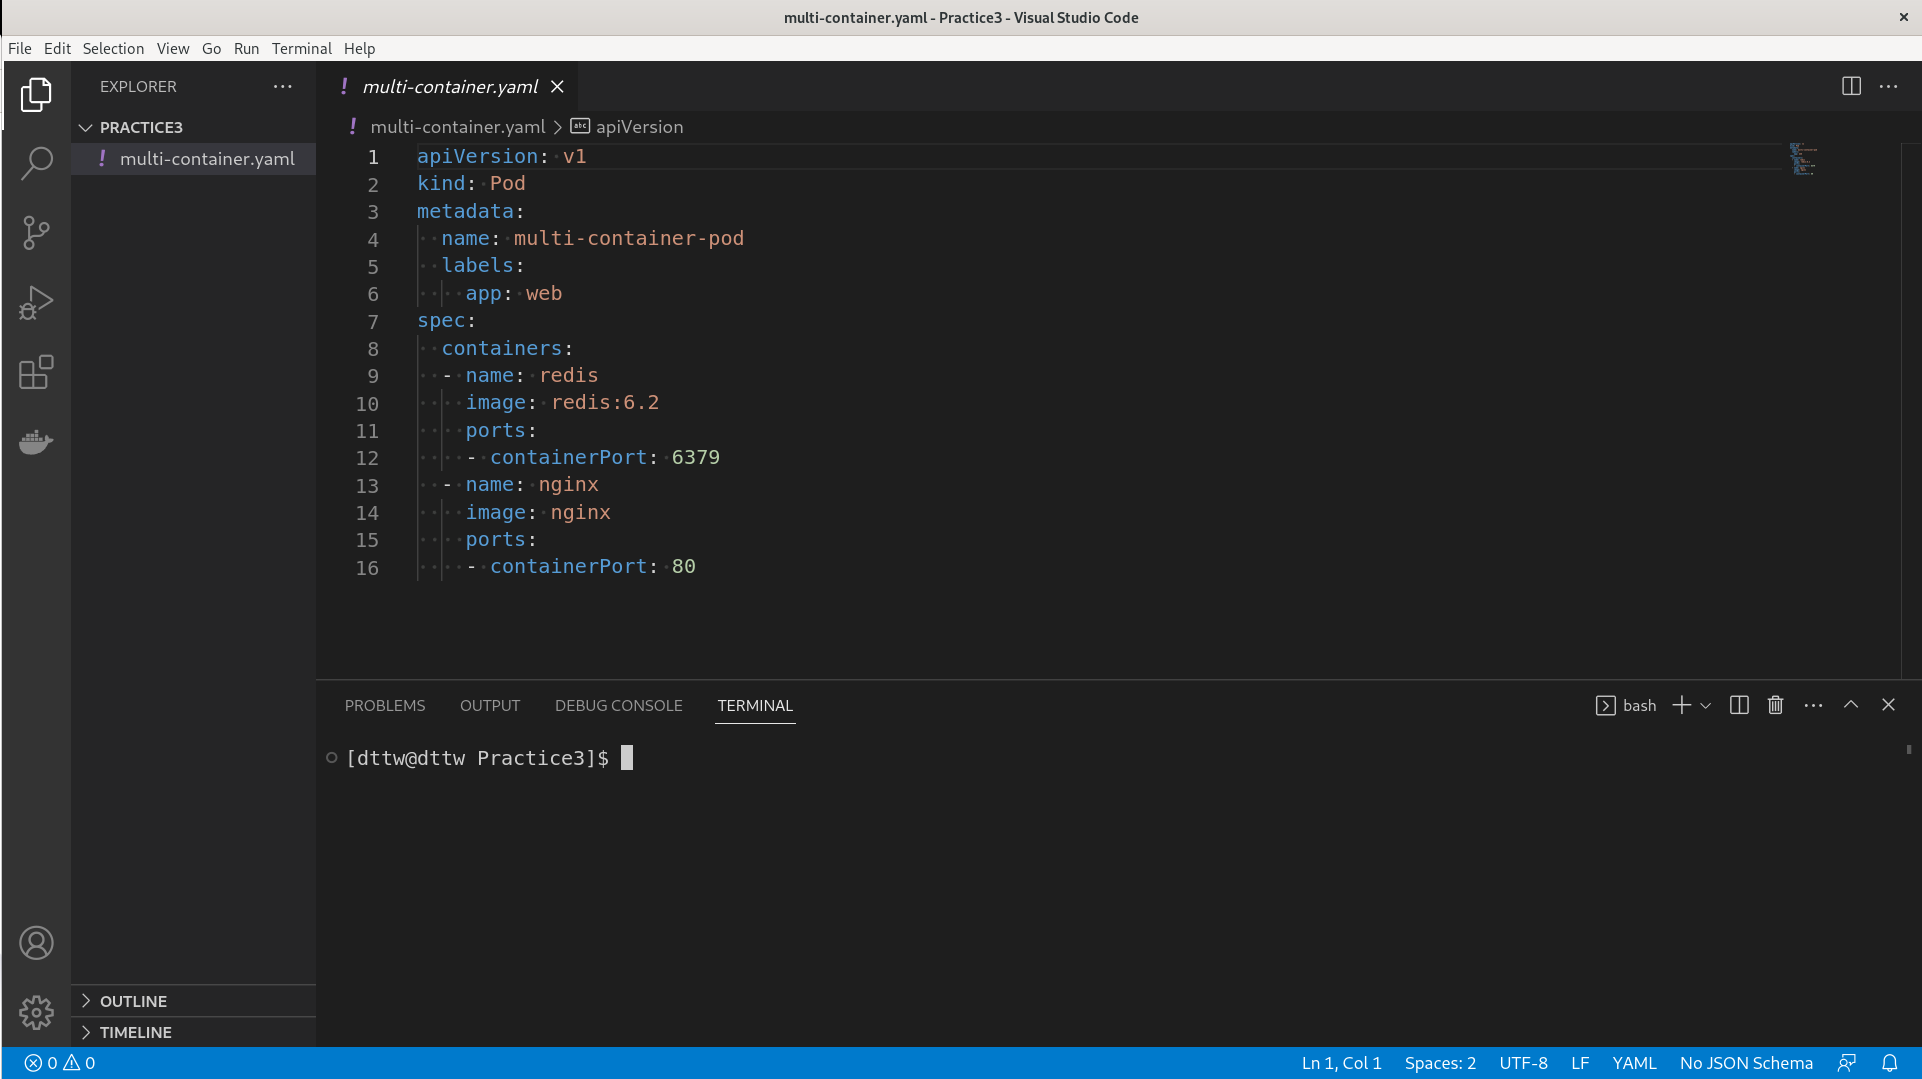 multi-container.yaml - Practice3 - Visual Studio Code
File Edit Selection View Go Run Terminal Help
EXPLORER
PRACTICE3
! multi-container.yaml
! multi-container.yaml
! multi-container.yaml > abc apiVersion
1 apiVersion: v1
2 kind: Pod
3 metadata:
4   name: multi-container-pod
5   labels:
6     app: web
7 spec:
8   containers:
9   - name: redis
10     image: redis:6.2
11     ports:
12     - containerPort: 6379
13   - name: nginx
14     image: nginx
15     ports:
16     - containerPort: 80
PROBLEMS OUTPUT DEBUG CONSOLE TERMINAL
bash
[dttw@dttw Practice3]$
OUTLINE
TIMELINE
0 0
Ln 1, Col 1 Spaces: 2 UTF-8 LF YAML No JSON Schema